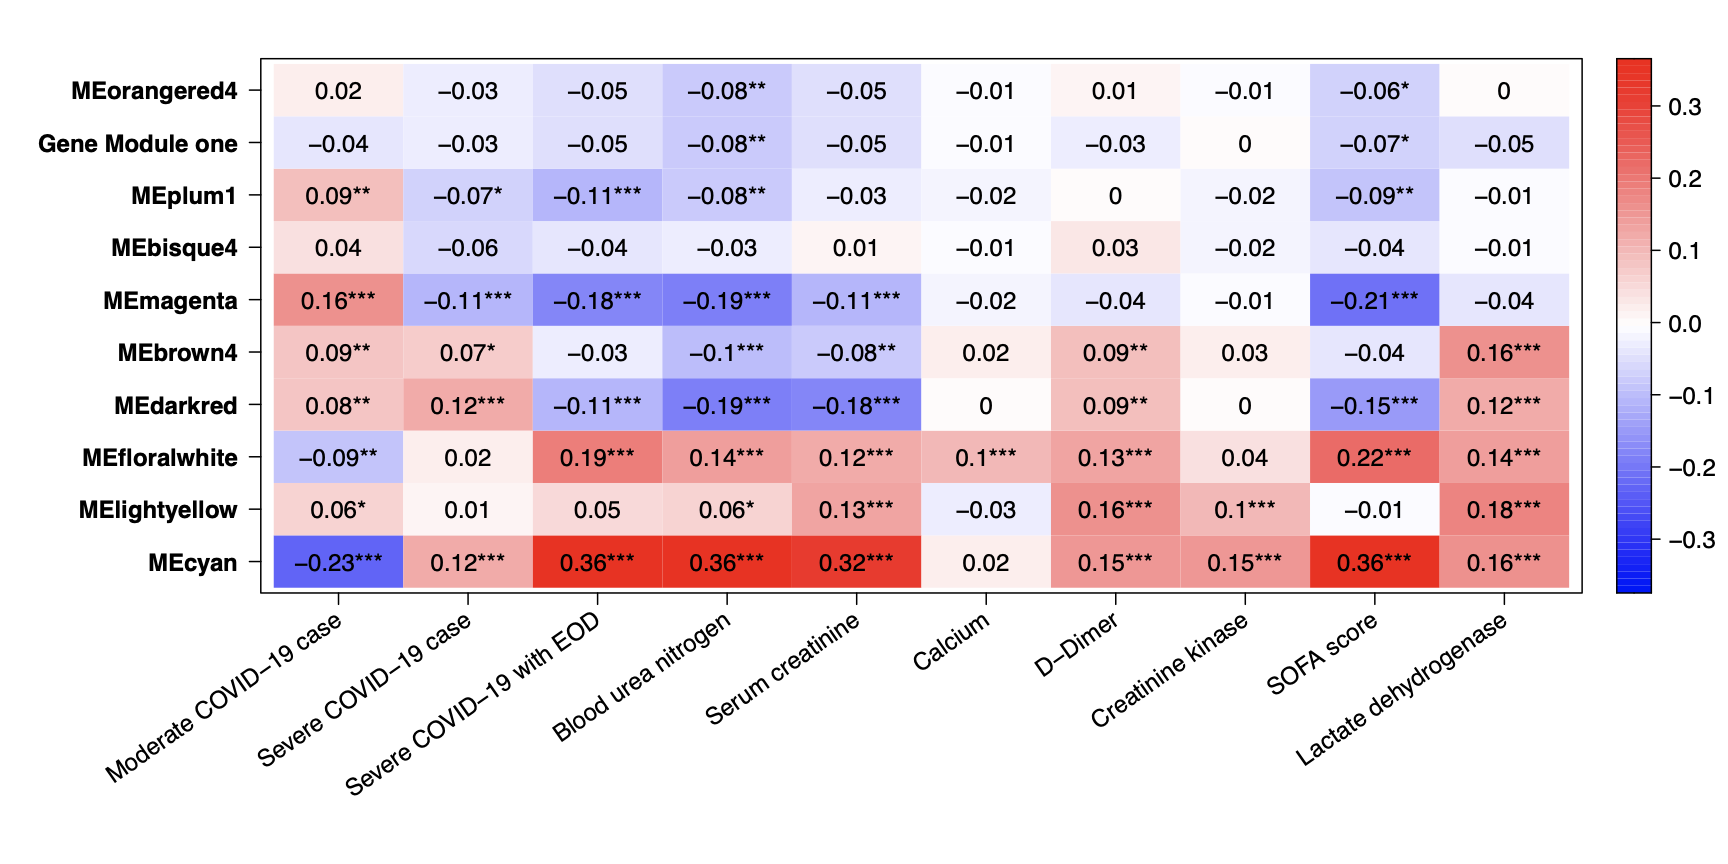 MEorangered4 0.02 −0.03 −0.05 −0.08** −0.05 −0.01 0.01 −0.01 −0.06* 0
Gene Module one −0.04 −0.03 −0.05 −0.08** −0.05 −0.01 −0.03 0 −0.07* −0.05
MEplum1 0.09** −0.07* −0.11*** −0.08** −0.03 −0.02 0 −0.02 −0.09** −0.01
MEbisque4 0.04 −0.06 −0.04 −0.03 0.01 −0.01 0.03 −0.02 −0.04 −0.01
MEmagenta 0.16*** −0.11*** −0.18*** −0.19*** −0.11*** −0.02 −0.04 −0.01 −0.21*** −0.04
MEbrown4 0.09** 0.07* −0.03 −0.1*** −0.08** 0.02 0.09** 0.03 −0.04 0.16***
MEdarkred 0.08** 0.12*** −0.11*** −0.19*** −0.18*** 0 0.09** 0 −0.15*** 0.12***
MEfloralwhite −0.09** 0.02 0.19*** 0.14*** 0.12*** 0.1*** 0.13*** 0.04 0.22*** 0.14***
MElightyellow 0.06* 0.01 0.05 0.06* 0.13*** −0.03 0.16*** 0.1*** −0.01 0.18***
MEcyan −0.23*** 0.12*** 0.36*** 0.36*** 0.32*** 0.02 0.15*** 0.15*** 0.36*** 0.16***
Moderate COVID−19 case
Severe COVID−19 case
Severe COVID−19 with EOD
Blood urea nitrogen
Serum creatinine
Calcium
D−Dimer
Creatinine kinase
SOFA score
Lactate dehydrogenase
0.3
0.2
0.1
0.0
−0.1
−0.2
−0.3